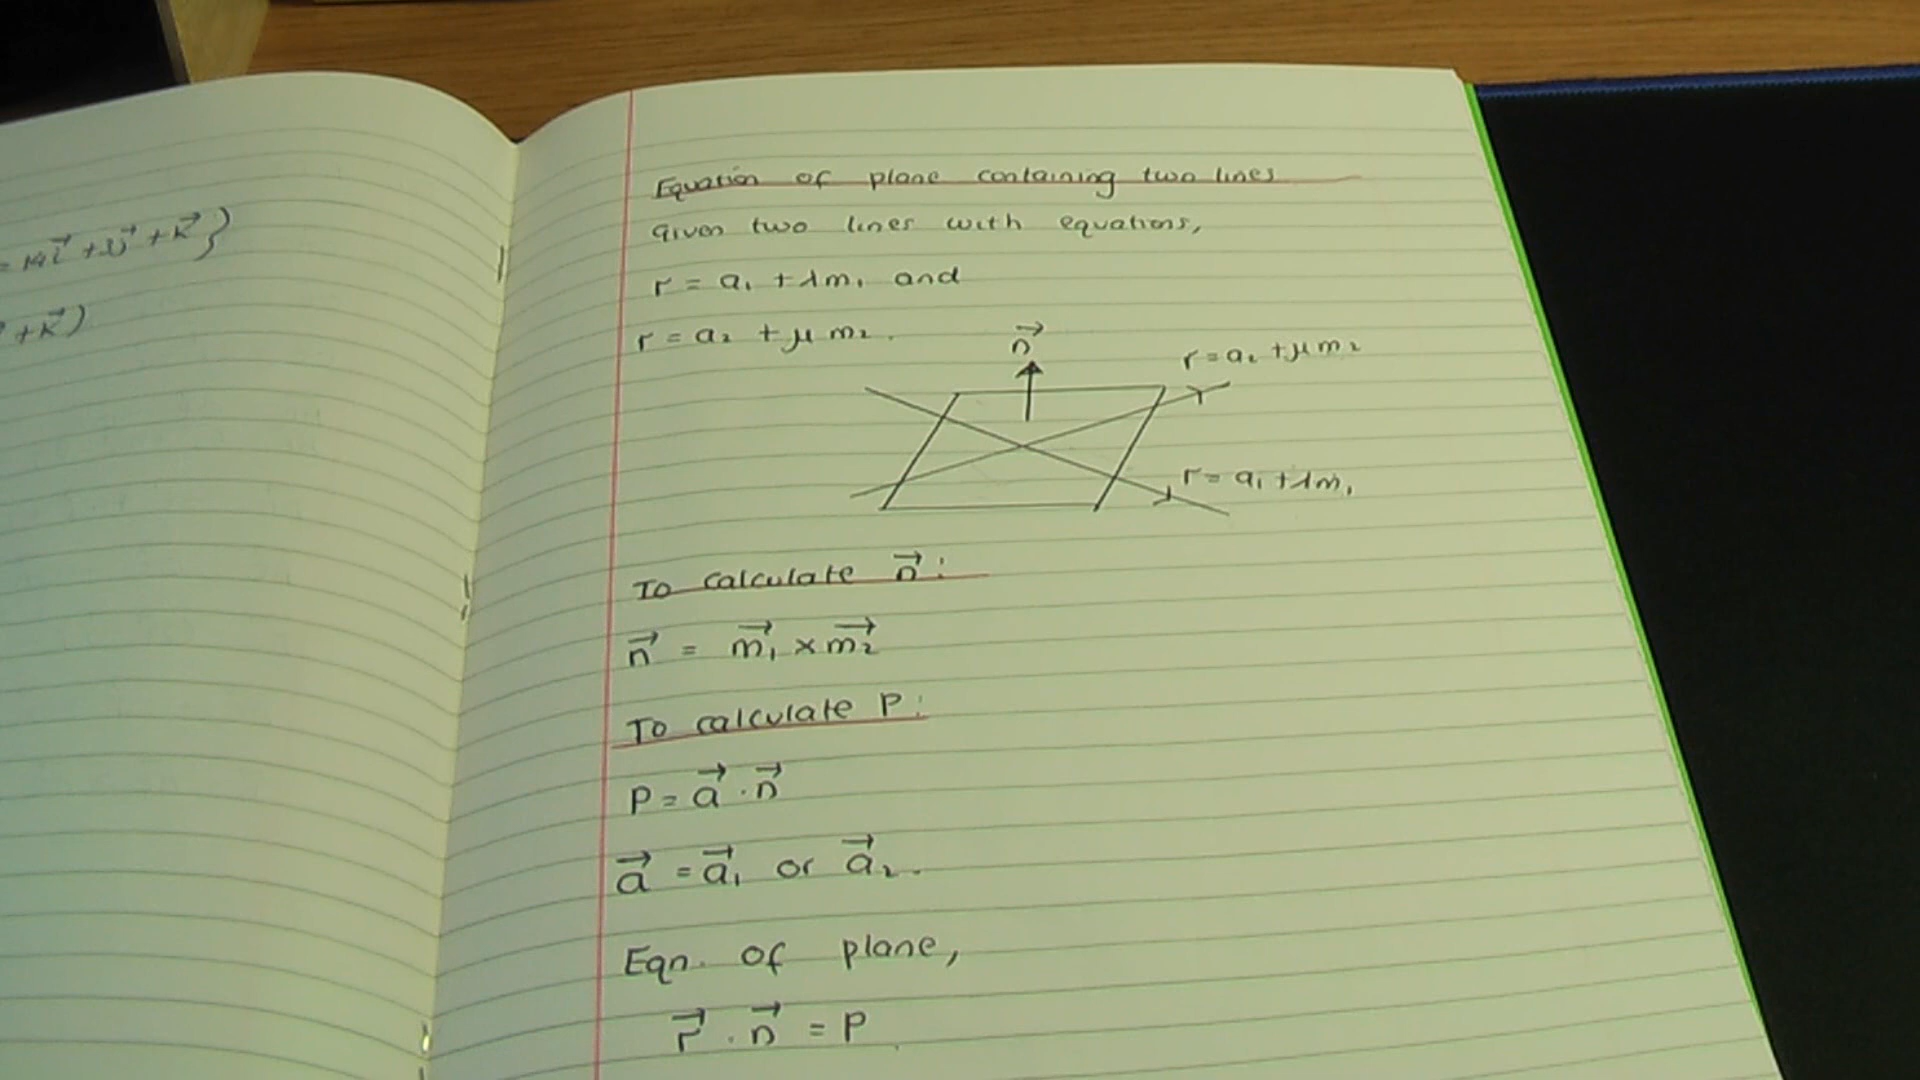 + 3j⃗ + k⃗ }
+ k⃗ )
Equation of plane containing two lines
Given two lines with equations,
r = a₁ + λm₁ and
r = a₂ + μm₂.
n⃗
r = a₂ + μm₂
r = a₁ + λm₁
To calculate n⃗ :
n⃗ = m⃗₁ × m⃗₂
To calculate P :
P = a⃗ · n⃗
a⃗ = a⃗₁ or a⃗₂.
Eqn. of plane,
r⃗ . n⃗ = P